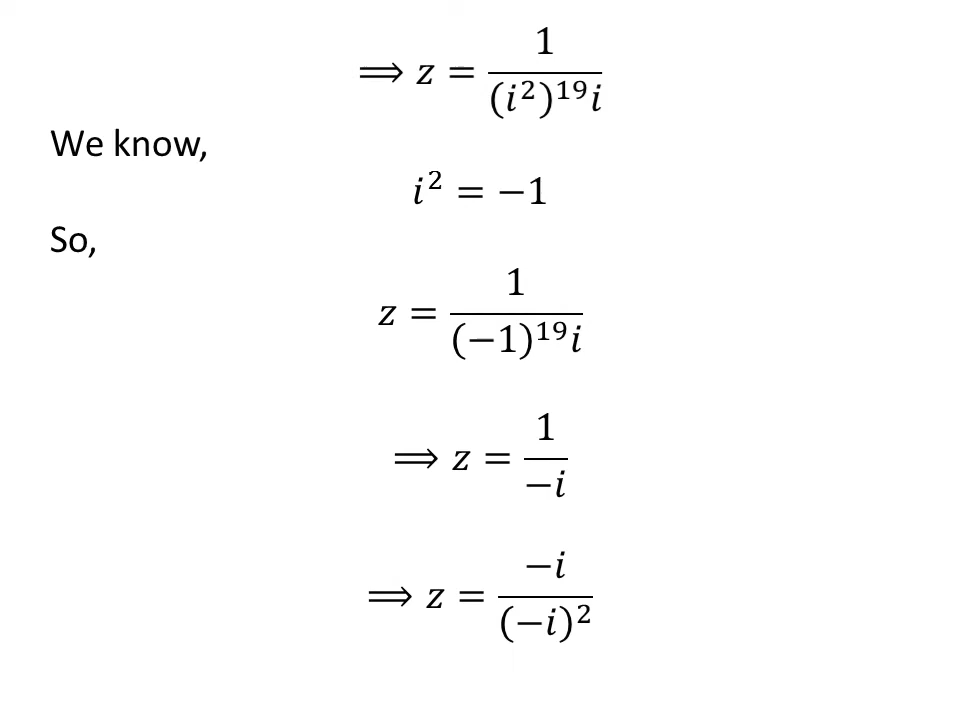 ⟹ z = 1/((i²)¹⁹i)
We know,
i² = −1
So,
z = 1/((−1)¹⁹i)
⟹ z = 1/(−i)
⟹ z = −i/(−i)²